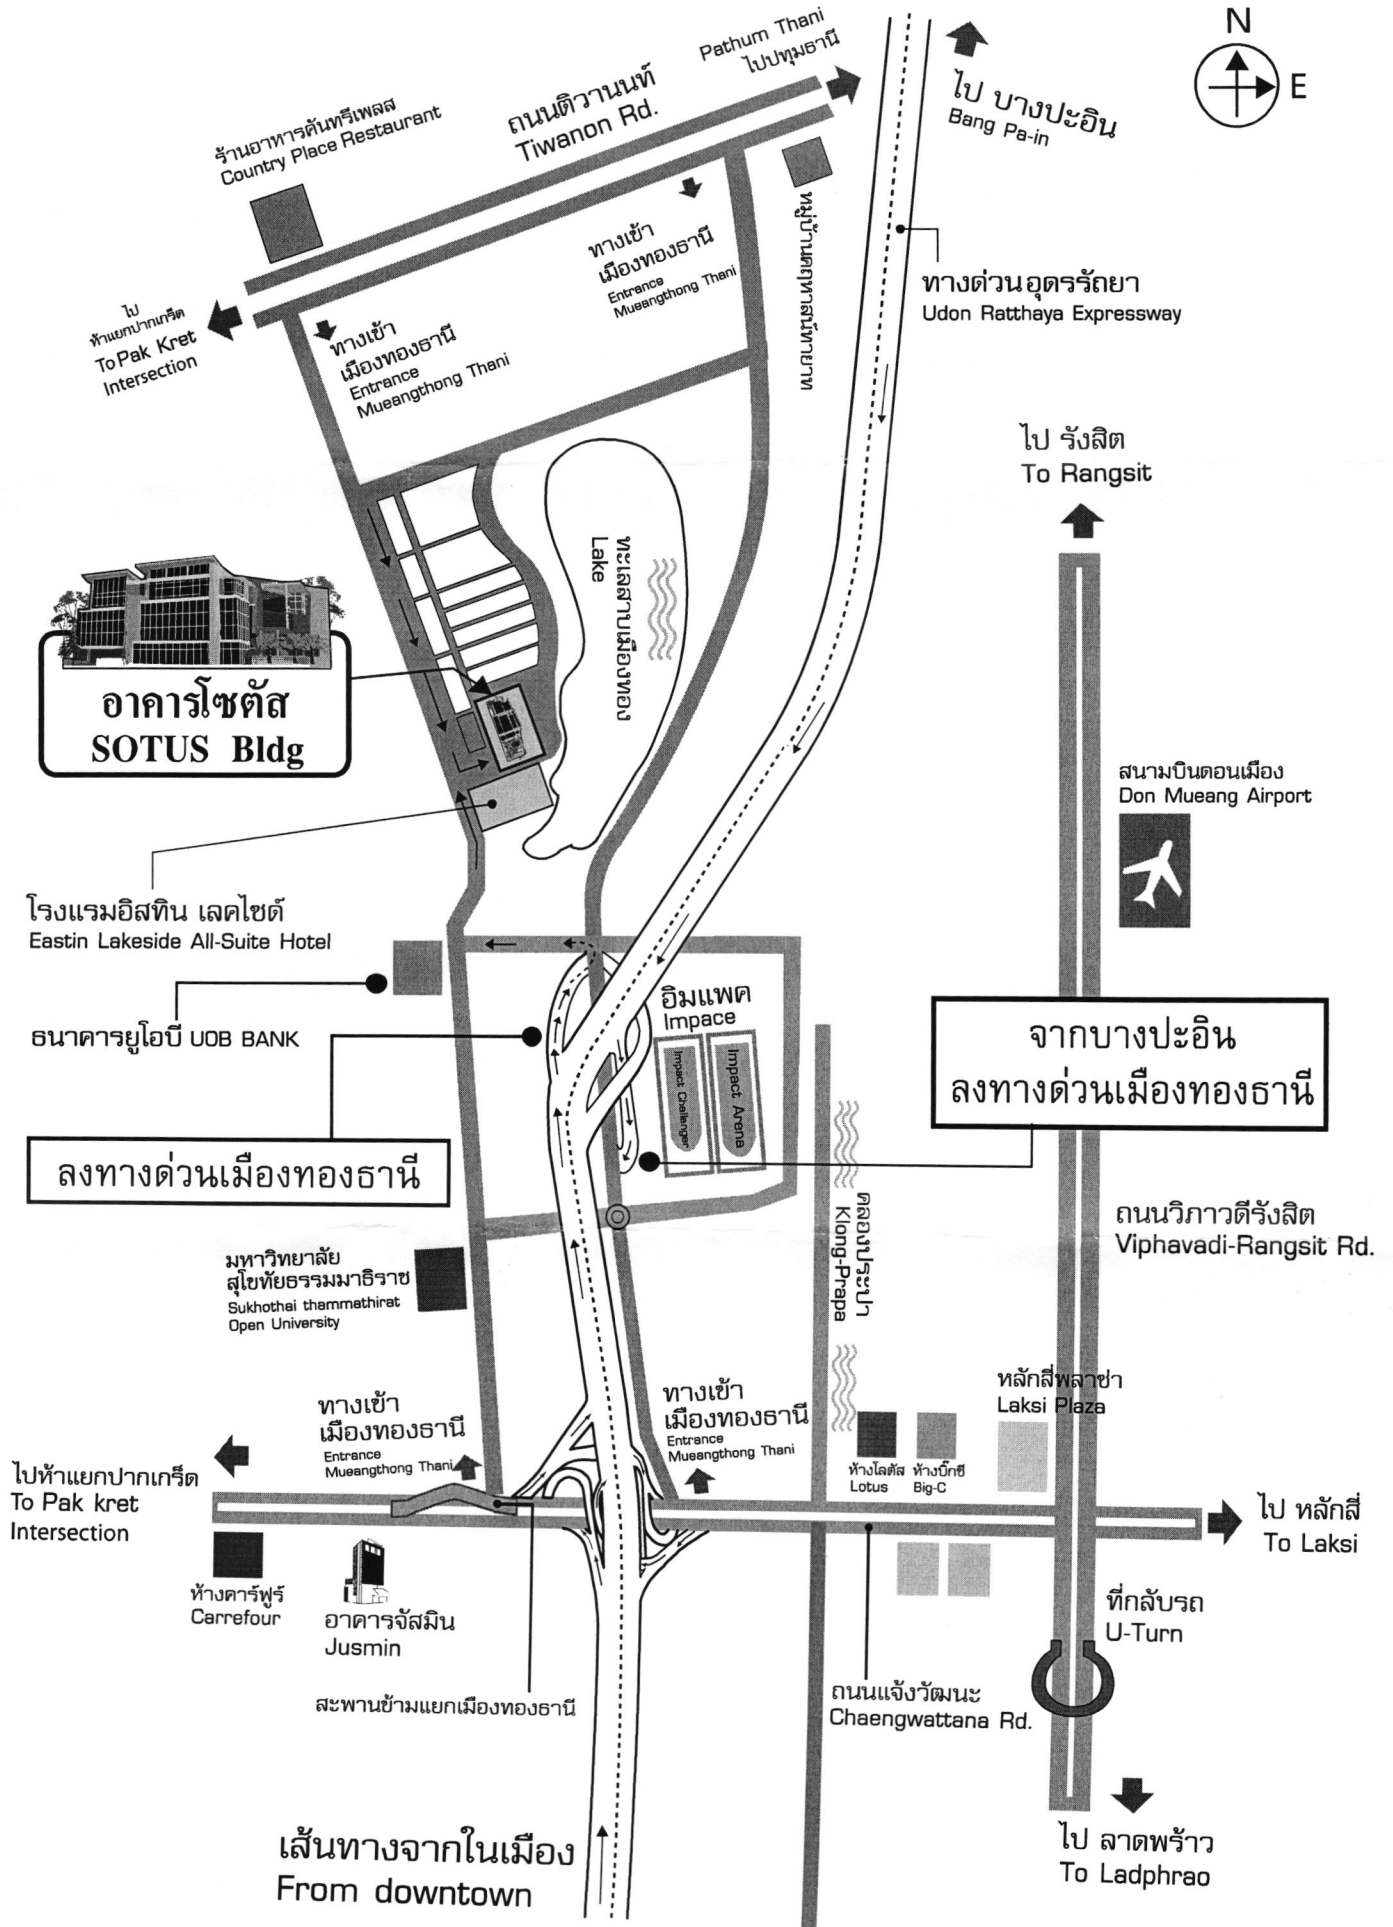 N
E
Pathum Thani
ไปปทุมธานี
ไป บางปะอิน
Bang Pa-in
ถนนติวานนท์
Tiwanon Rd.
ร้านอาหารคันทรีเพลส
Country Place Restaurant
ทางเข้า
เมืองทองธานี
Entrance
Mueangthong Thani
ทางด่วนอุดรรัถยา
Udon Ratthaya Expressway
ไป
ห้าแยกปากเกร็ด
To Pak Kret
Intersection
ทางเข้า
เมืองทองธานี
Entrance
Mueangthong Thani
ไป รังสิต
To Rangsit
ทะเลสาบเมืองทอง
Lake
อาคารโซตัส
SOTUS Bldg
สนามบินดอนเมือง
Don Mueang Airport
โรงแรมอิสทิน เลคไซด์
Eastin Lakeside All-Suite Hotel
ธนาคารยูโอบี UOB BANK
อิมแพค
Impace
Impact Challenger
Impact Arena
จากบางปะอิน
ลงทางด่วนเมืองทองธานี
ลงทางด่วนเมืองทองธานี
คลองประปา
Klong-Prapa
ถนนวิภาวดีรังสิต
Viphavadi-Rangsit Rd.
มหาวิทยาลัย
สุโขทัยธรรมมาธิราช
Sukhothai thammathirat
Open University
ทางเข้า
เมืองทองธานี
Entrance
Mueangthong Thani
ทางเข้า
เมืองทองธานี
Entrance
Mueangthong Thani
หลักสี่พลาซ่า
Laksi Plaza
ห้างโลตัส
Lotus
ห้างบิ๊กซี
Big-C
ไปห้าแยกปากเกร็ด
To Pak kret
Intersection
ไป หลักสี่
To Laksi
ห้างคาร์ฟูร์
Carrefour
อาคารจัสมิน
Jusmin
ที่กลับรถ
U-Turn
สะพานข้ามแยกเมืองทองธานี
ถนนแจ้งวัฒนะ
Chaengwattana Rd.
เส้นทางจากในเมือง
From downtown
ไป ลาดพร้าว
To Ladphrao